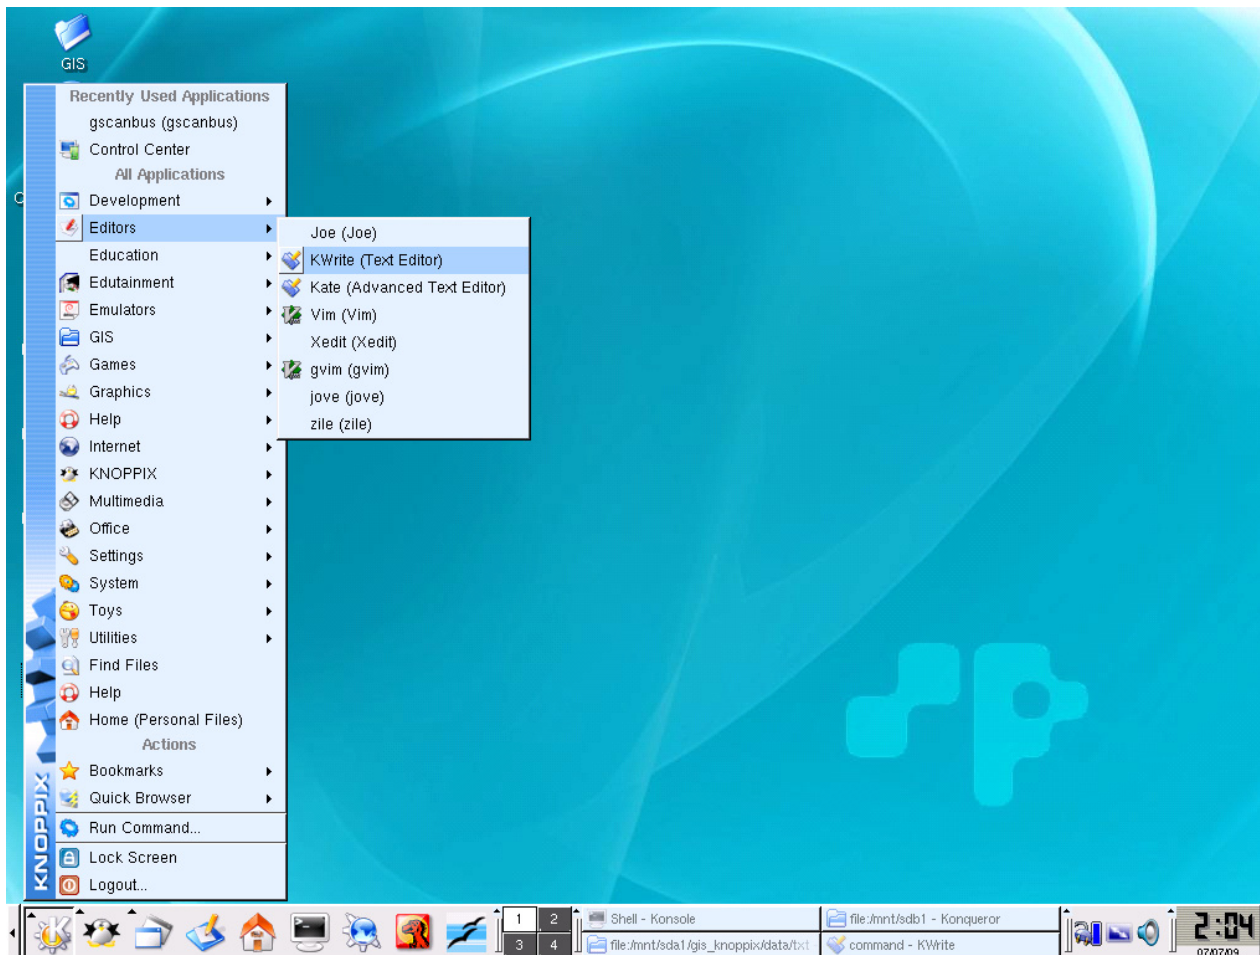 GIS
Recently Used Applications
gscanbus (gscanbus)
Control Center
All Applications
Development
Editors
Education
Edutainment
Emulators
GIS
Games
Graphics
Help
Internet
KNOPPIX
Multimedia
Office
Settings
System
Toys
Utilities
Find Files
Help
Home (Personal Files)
Actions
Bookmarks
Quick Browser
Run Command...
Lock Screen
Logout...
KNOPPIX
Joe (Joe)
KWrite (Text Editor)
Kate (Advanced Text Editor)
Vim (Vim)
Xedit (Xedit)
gvim (gvim)
jove (jove)
zile (zile)
1 2
3 4
Shell - Konsole
file:/mnt/sda1/gis_knoppix/data/txt -
file:/mnt/sdb1 - Konqueror
command - KWrite
2:04
07/07/09